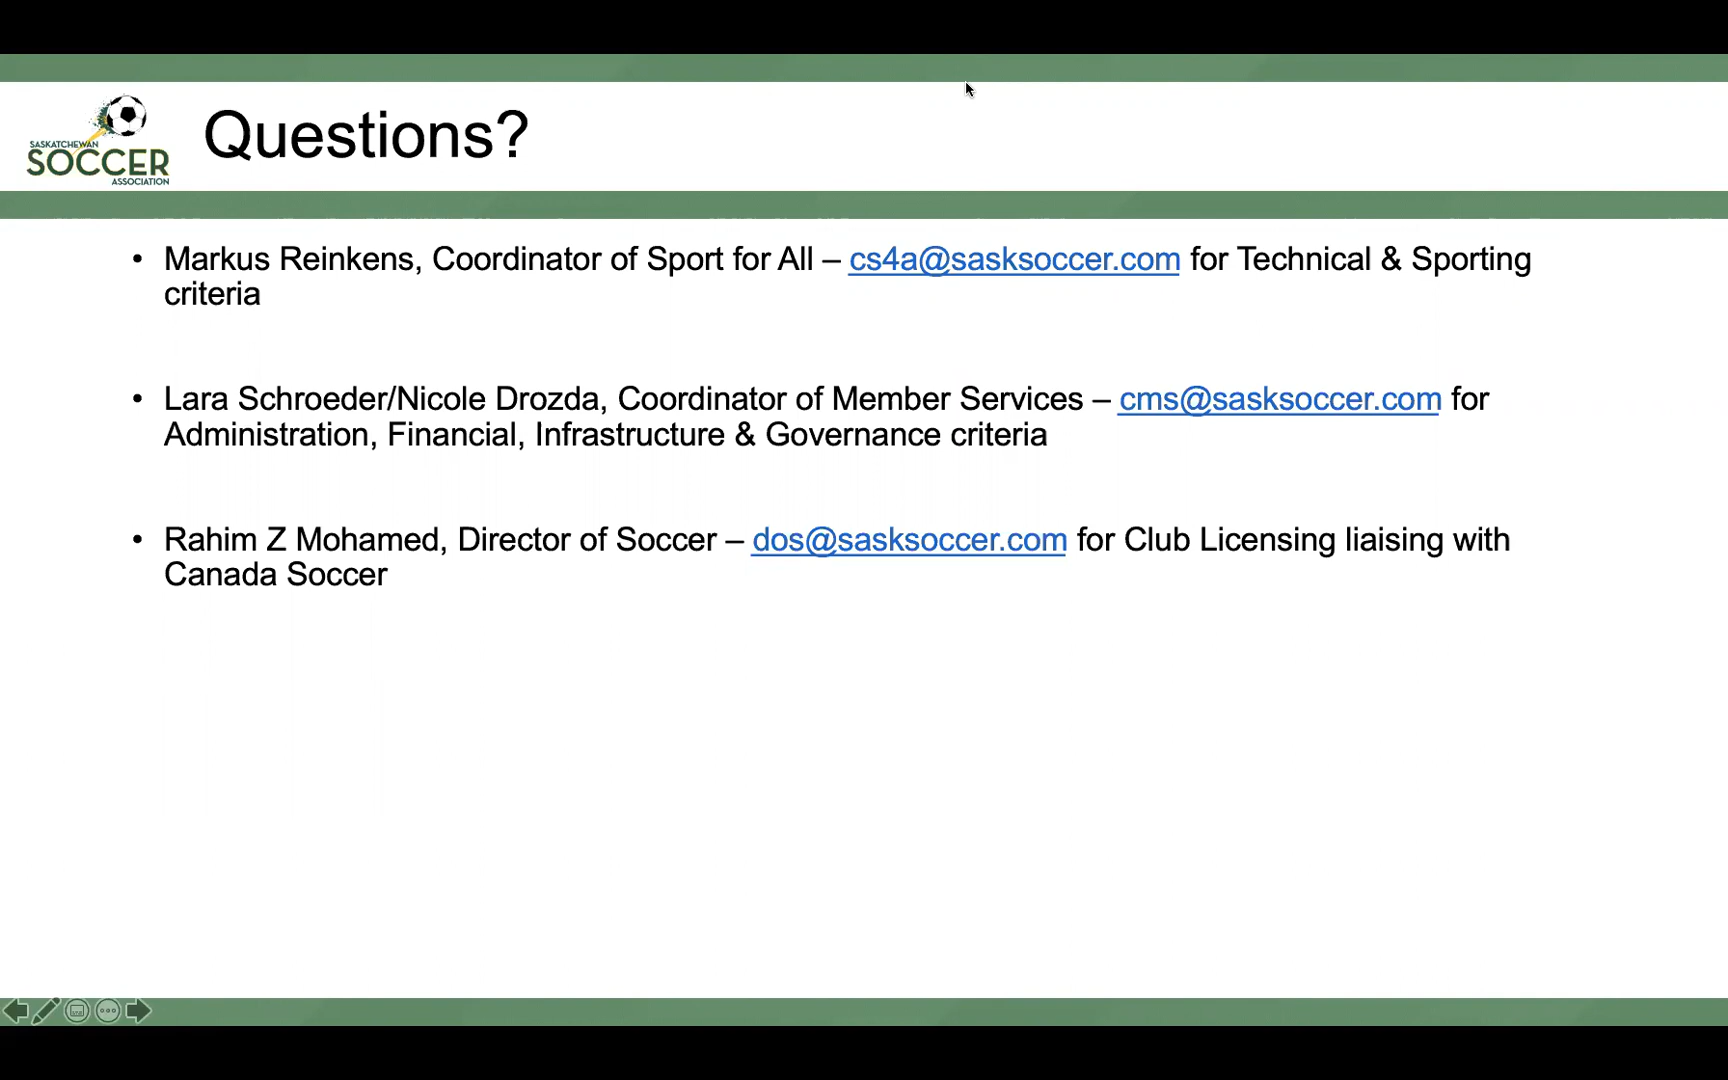 SASKATCHEWAN
SOCCER
ASSOCIATION
Questions?
• Markus Reinkens, Coordinator of Sport for All – cs4a@sasksoccer.com for Technical & Sporting
criteria
• Lara Schroeder/Nicole Drozda, Coordinator of Member Services – cms@sasksoccer.com for
Administration, Financial, Infrastructure & Governance criteria
• Rahim Z Mohamed, Director of Soccer – dos@sasksoccer.com for Club Licensing liaising with
Canada Soccer